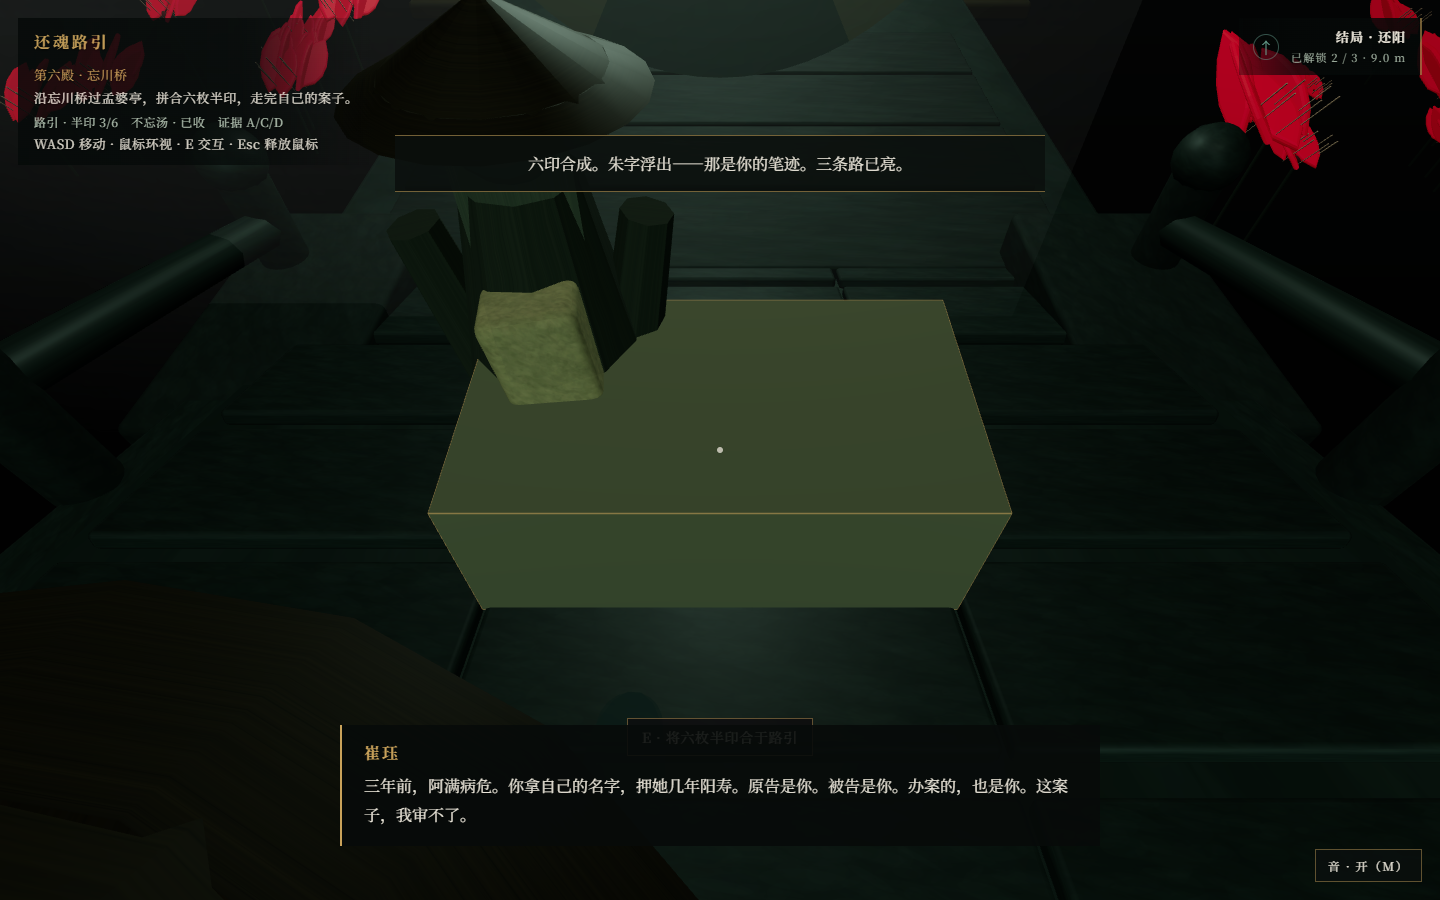 还魂路引
第六殿 · 忘川桥
沿忘川桥过孟婆亭，拼合六枚半印，走完自己的案子。
路引 · 半印 3/6 不忘汤 · 已收 证据 A/C/D
WASD 移动 · 鼠标环视 · E 交互 · Esc 释放鼠标
结局 · 还阳
已解锁 2 / 3 · 9.0 m
六印合成。朱字浮出——那是你的笔迹。三条路已亮。
E · 将六枚半印合于路引
崔珏
三年前，阿满病危。你拿自己的名字，押她几年阳寿。原告是你。被告是你。办案的，也是你。这案
子，我审不了。
音 · 开（M）